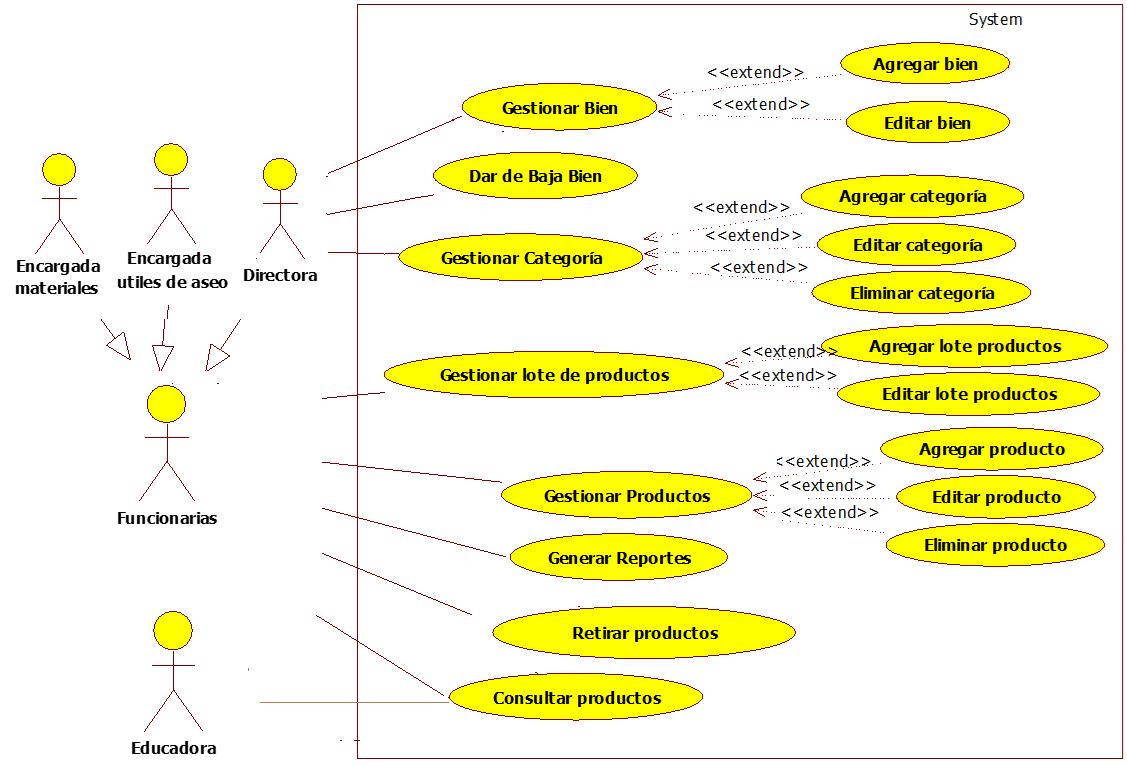 System
Agregar bien
<<extend>>
Gestionar Bien
<<extend>>
Editar bien
Dar de Baja Bien
Agregar categoría
<<extend>>
<<extend>>
Editar categoría
Gestionar Categoría
<<extend>>
Eliminar categoría
Encargada
materiales
Encargada
utiles de aseo
Directora
Agregar lote productos
<<extend>>
Gestionar lote de productos
<<extend>>
Editar lote productos
Agregar producto
<<extend>>
Gestionar Productos
<<extend>>
Editar producto
<<extend>>
Eliminar producto
Funcionarias
Generar Reportes
Retirar productos
Consultar productos
Educadora